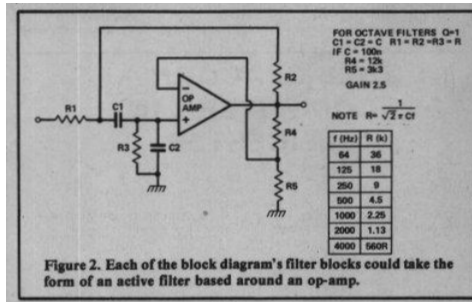 FOR OCTAVE FILTERS Q=1
C1 = C2 = C R1 = R2 =R3 = R
IF C = 100n
R4 = 12k
R5 = 3k3
GAIN 2.5
NOTE R= 1
√2 π Cf
R1
C1
R3
C2
OP
AMP
R2
R4
R5
f (Hz) R (k)
64 36
125 18
250 9
500 4.5
1000 2.25
2000 1.13
4000 560R
Figure 2. Each of the block diagram's filter blocks could take the
form of an active filter based around an op-amp.